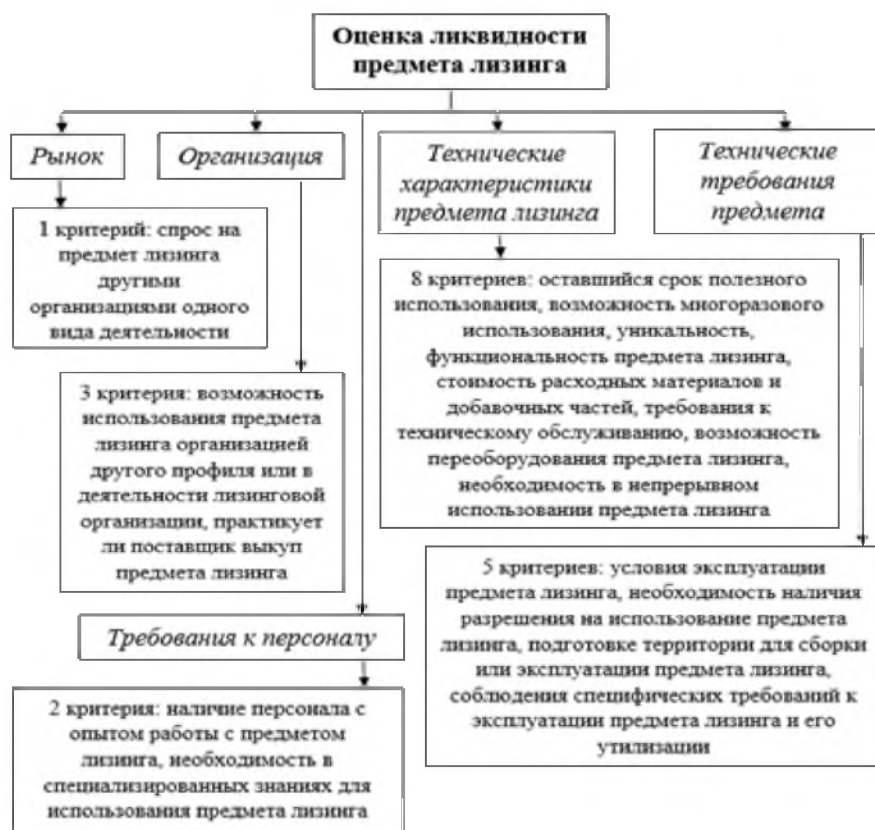 Оценка ликвидности
предмета лизинга
Рынок
Организация
Технические
характеристики
предмета лизинга
Технические
требования
предмета
1 критерий: спрос на
предмет лизинга
другими
организациями одного
вида деятельности
8 критериев: оставшийся срок полезного
использования, возможность многоразового
использования, уникальность,
функциональность предмета лизинга,
стоимость расходных материалов и
добавочных частей, требования к
техническому обслуживанию, возможность
переоборудования предмета лизинга,
необходимость в непрерывном
использовании предмета лизинга
3 критерия: возможность
использования предмета
лизинга организацией
другого профиля или в
деятельности лизинговой
организации, практикует
ли поставщик выкуп
предмета лизинга
5 критериев: условия эксплуатации
предмета лизинга, необходимость наличия
разрешения на использование предмета
лизинга, подготовке территории для сборки
или эксплуатации предмета лизинга,
соблюдения специфических требований к
эксплуатации предмета лизинга и его
утилизации
Требования к персоналу
2 критерия: наличие персонала с
опытом работы с предметом
лизинга, необходимость в
специализированных знаниях для
использования предмета лизинга